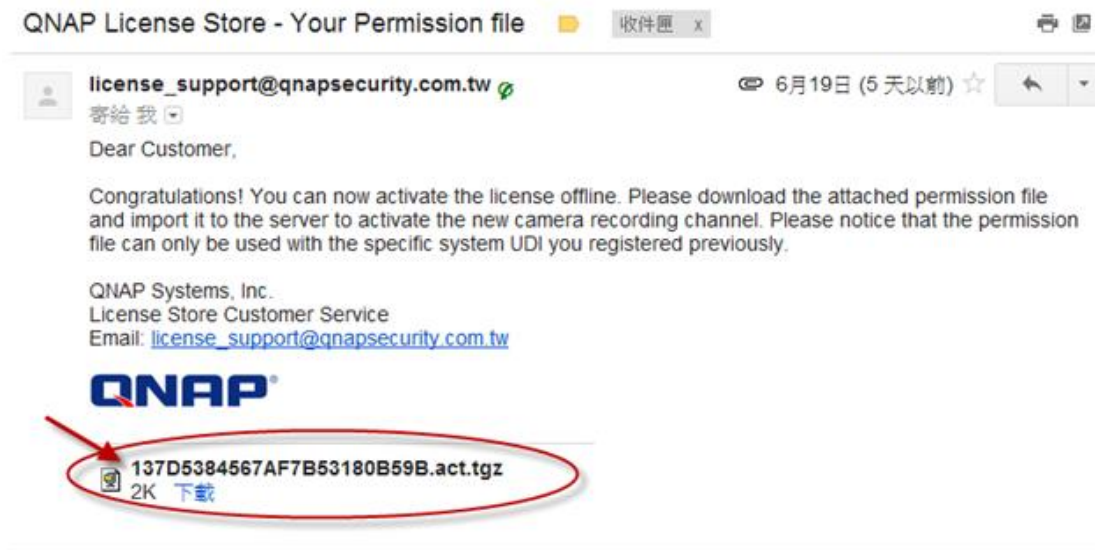 QNAP License Store - Your Permission file 收件匣 x
license_support@qnapsecurity.com.tw 6月19日 (5 天以前)
寄給 我
Dear Customer,
Congratulations! You can now activate the license offline. Please download the attached permission file
and import it to the server to activate the new camera recording channel. Please notice that the permission
file can only be used with the specific system UDI you registered previously.
QNAP Systems, Inc.
License Store Customer Service
Email: license_support@qnapsecurity.com.tw
QNAP
137D5384567AF7B53180B59B.act.tgz
2K 下載